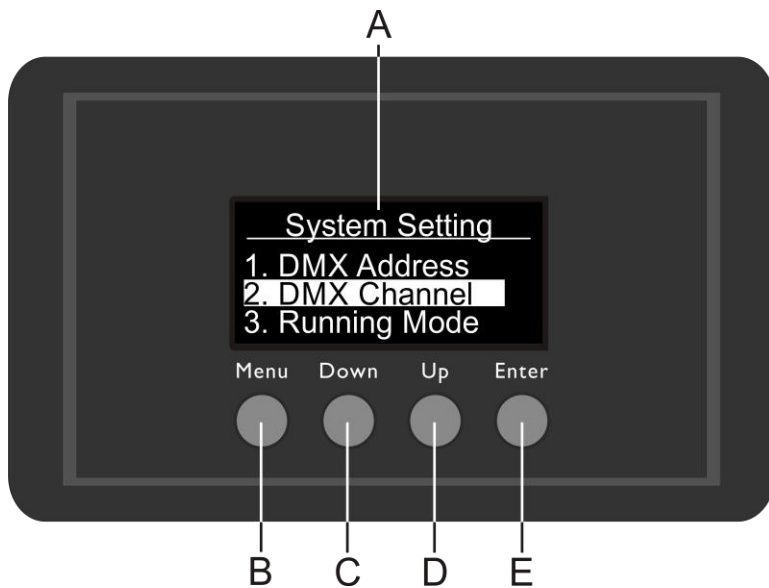 A
System Setting
1. DMX Address
2. DMX Channel
3. Running Mode
Menu Down Up Enter
B C D E